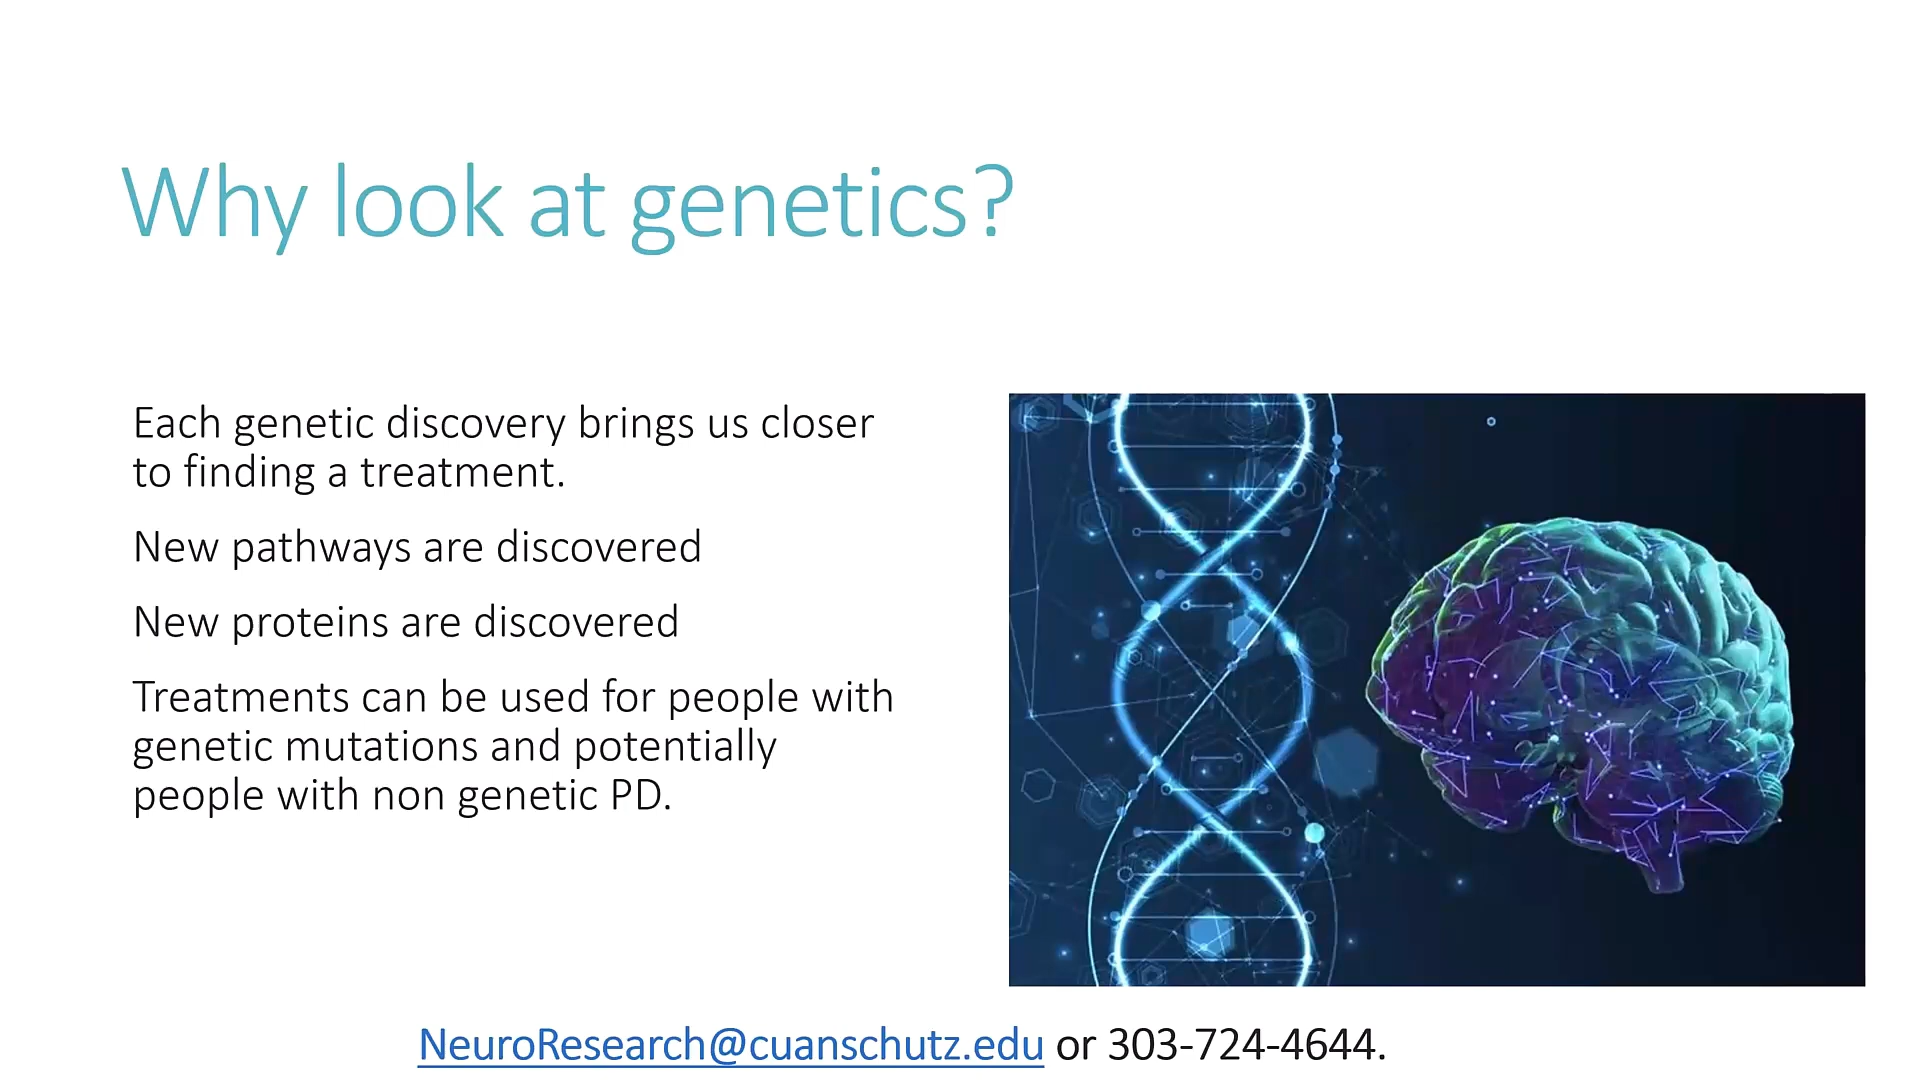 Why look at genetics?
Each genetic discovery brings us closer
to finding a treatment.
New pathways are discovered
New proteins are discovered
Treatments can be used for people with
genetic mutations and potentially
people with non genetic PD.
NeuroResearch@cuanschutz.edu or 303-724-4644.